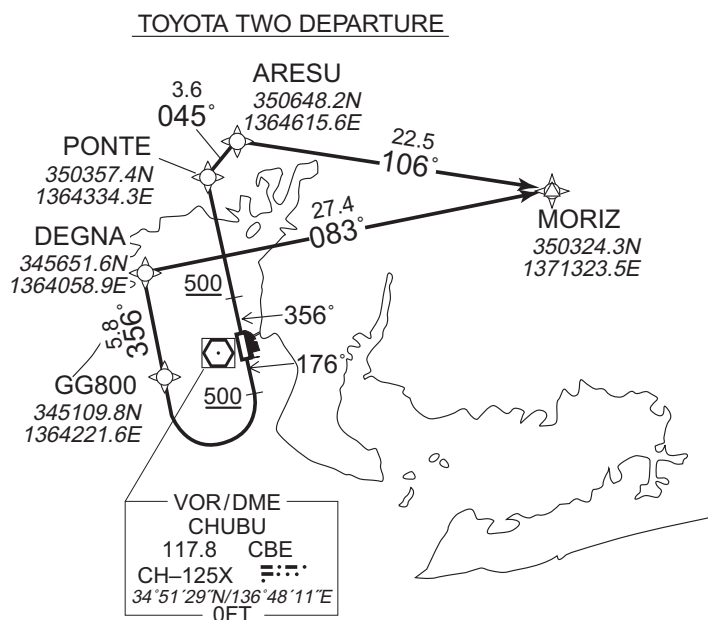 TOYOTA TWO DEPARTURE
ARESU
350648.2N
1364615.6E
3.6
045°
PONTE
350357.4N
1364334.3E
22.5
106°
27.4
083°
MORIZ
350324.3N
1371323.5E
DEGNA
345651.6N
1364058.9E
500
356°
5.8
356°
176°
GG800
345109.8N
1364221.6E
500
VOR/DME
CHUBU
117.8 CBE
CH–125X
34°51´29˝N/136°48´11˝E
0FT